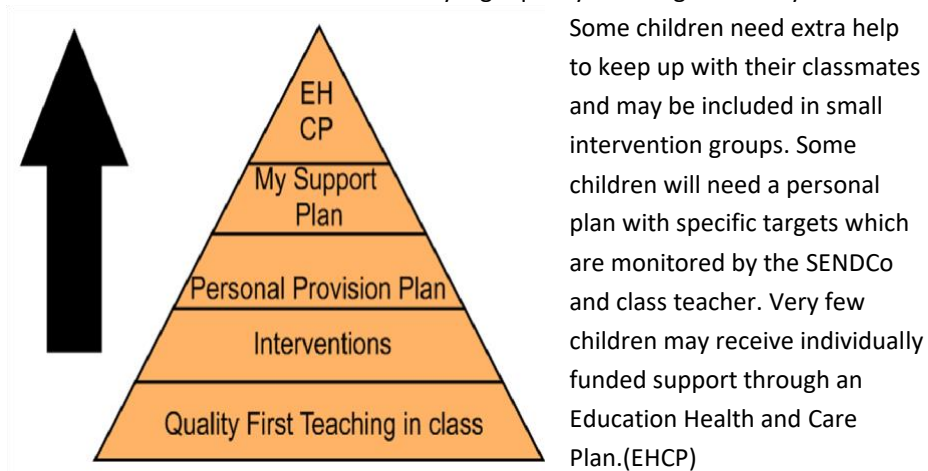 Some children need extra help
to keep up with their classmates
and may be included in small
intervention groups. Some
children will need a personal
plan with specific targets which
are monitored by the SENDCo
and class teacher. Very few
children may receive individually
funded support through an
Education Health and Care
Plan.(EHCP)
EH
CP
My Support
Plan
Personal Provision Plan
Interventions
Quality First Teaching in class